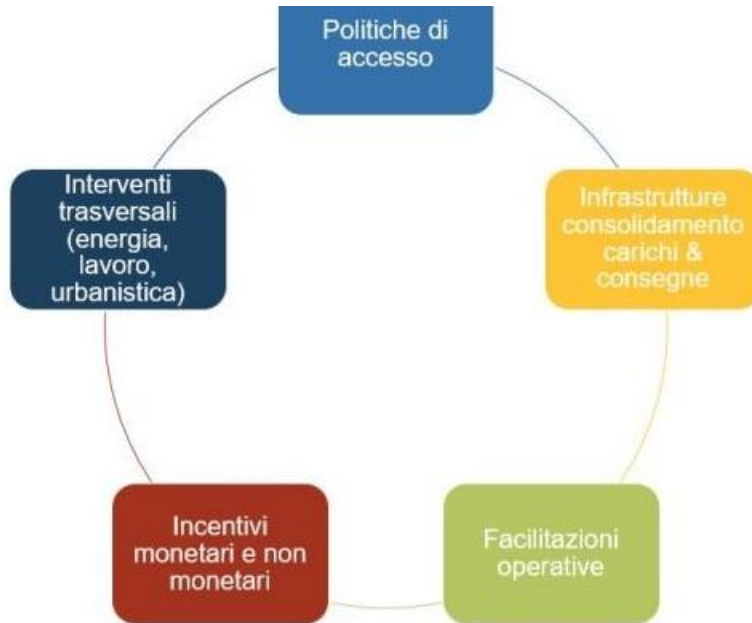 Politiche di
accesso
Infrastrutture
consolidamento
carichi &
consegne
Facilitazioni
operative
Incentivi
monetari e non
monetari
Interventi
trasversali
(energia,
lavoro,
urbanistica)